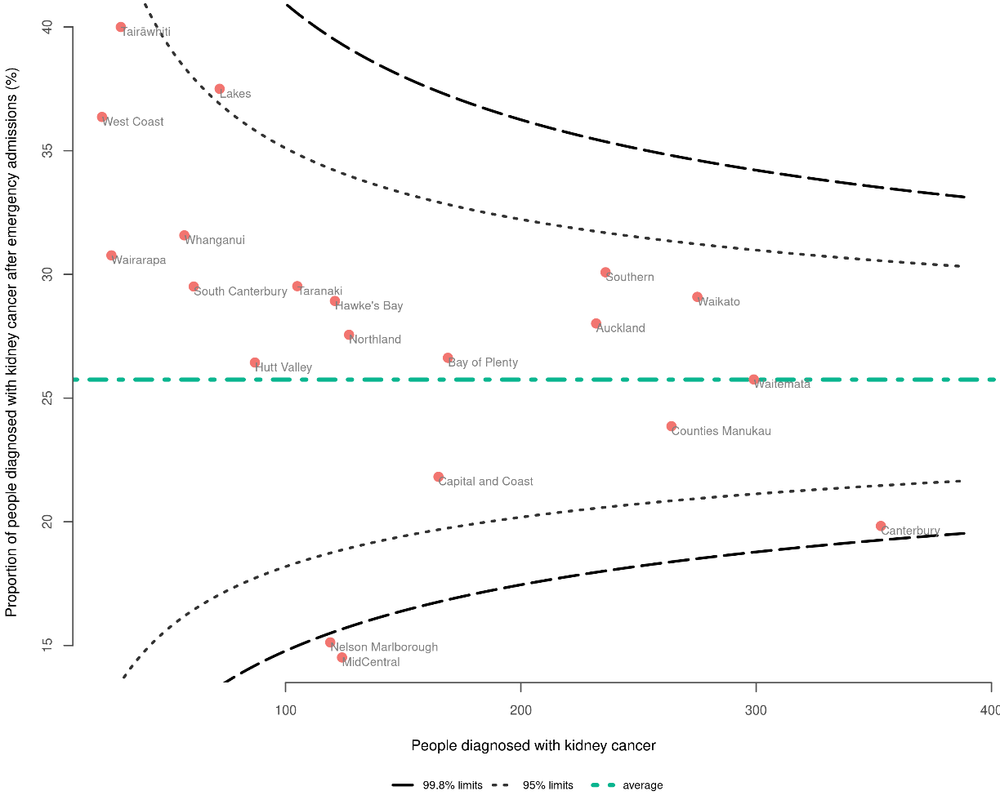 Proportion of people diagnosed with kidney cancer after emergency admissions (%)
40
35
30
25
20
15
Tairāwhiti
Lakes
West Coast
Whanganui
Wairarapa
Southern
South Canterbury
Taranaki
Waikato
Hawke's Bay
Auckland
Northland
Bay of Plenty
Hutt Valley
Waitemata
Counties Manukau
Capital and Coast
Canterbury
Nelson Marlborough
MidCentral
100 200 300 400
People diagnosed with kidney cancer
99.8% limits 95% limits average